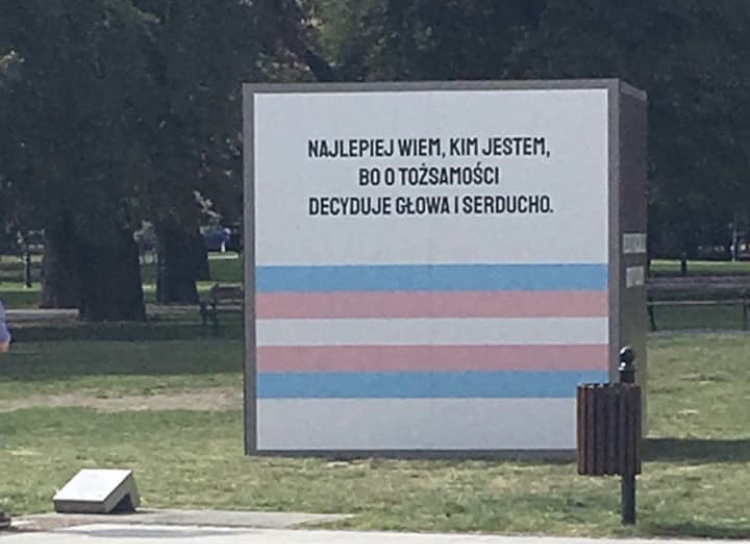 NAJLEPIEJ WIEM, KIM JESTEM,
BO O TOŻSAMOŚCI
DECYDUJE GŁOWA I SERDUCHO.